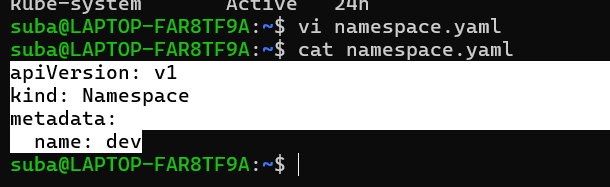 kube-system Active 24h
suba@LAPTOP-FAR8TF9A:~$ vi namespace.yaml
suba@LAPTOP-FAR8TF9A:~$ cat namespace.yaml
apiVersion: v1
kind: Namespace
metadata:
  name: dev
suba@LAPTOP-FAR8TF9A:~$